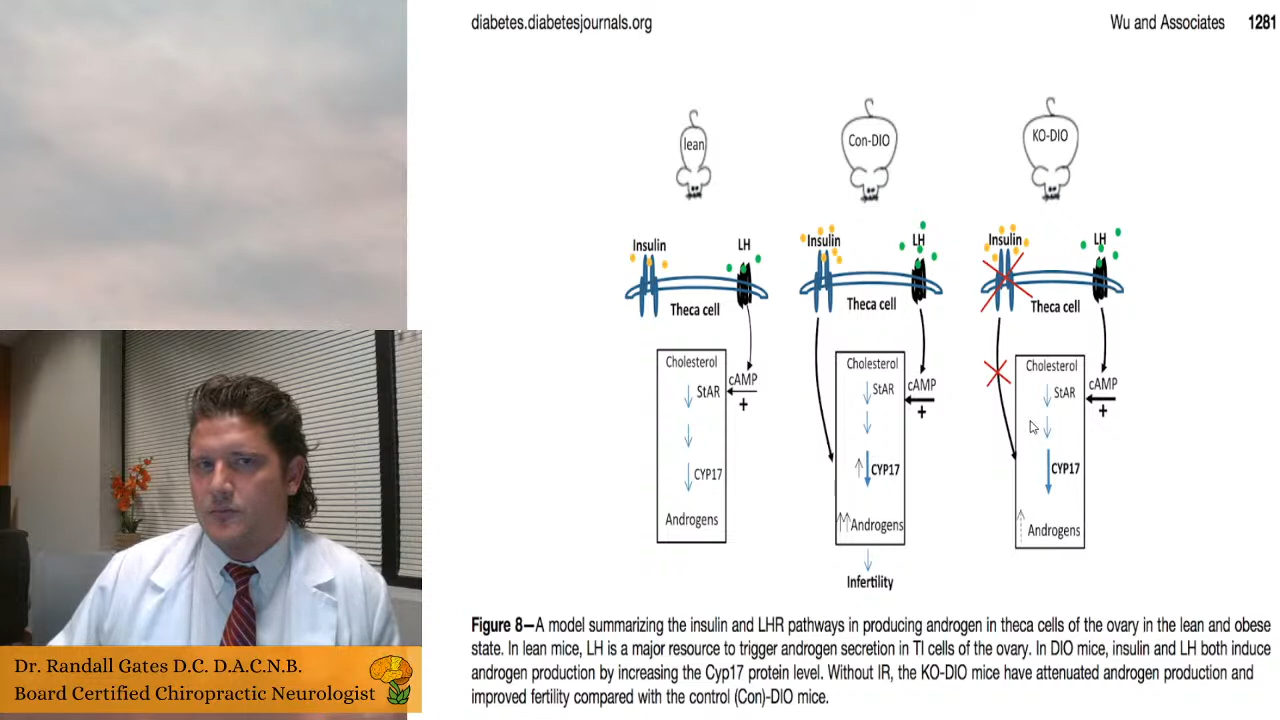 diabetes.diabetesjournals.org
Wu and Associates 1281
lean
Con-DIO
KO-DIO
Insulin
LH
Theca cell
Cholesterol
StAR
cAMP
+
CYP17
Androgens
Insulin
LH
Theca cell
Cholesterol
StAR
cAMP
+
CYP17
Androgens
Infertility
Insulin
LH
Theca cell
Cholesterol
StAR
cAMP
+
CYP17
Androgens
Figure 8—A model summarizing the insulin and LHR pathways in producing androgen in theca cells of the ovary in the lean and obese
state. In lean mice, LH is a major resource to trigger androgen secretion in TI cells of the ovary. In DIO mice, insulin and LH both induce
androgen production by increasing the Cyp17 protein level. Without IR, the KO-DIO mice have attenuated androgen production and
improved fertility compared with the control (Con)-DIO mice.
Dr. Randall Gates D.C. D.A.C.N.B.
Board Certified Chiropractic Neurologist